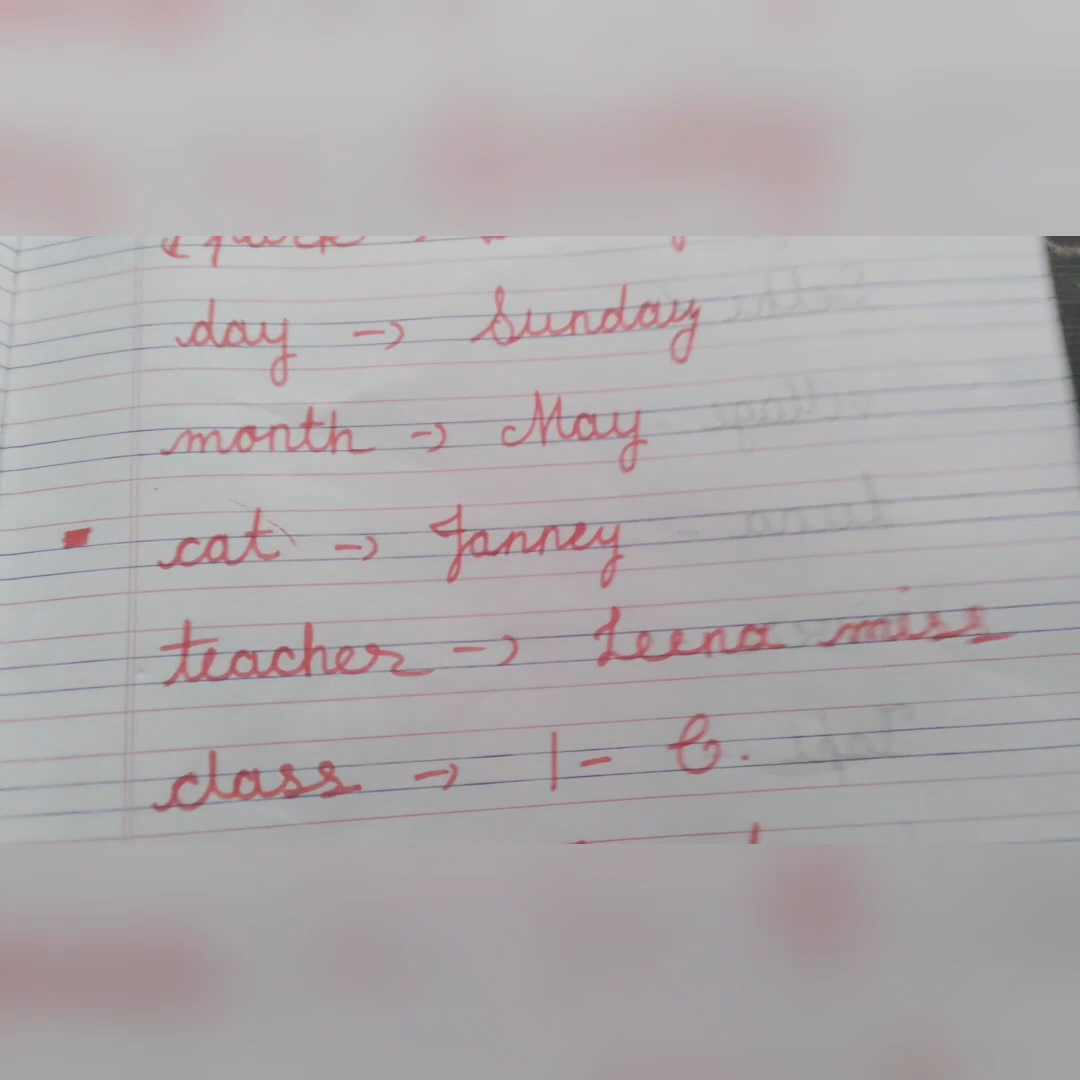 day → Sunday
month → May
cat → Janney
teacher → Leena miss
class → 1 - B.